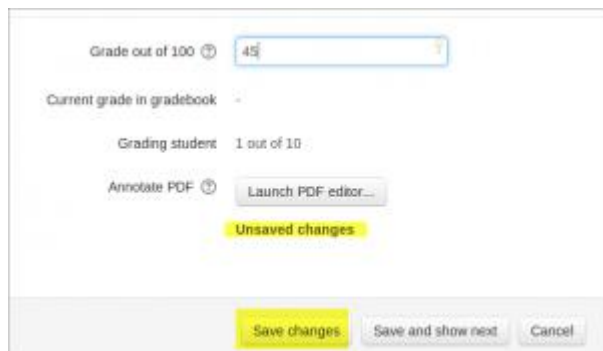 Grade out of 100 45
Current grade in gradebook -
Grading student 1 out of 10
Annotate PDF Launch PDF editor...
Unsaved changes
Save changes Save and show next Cancel